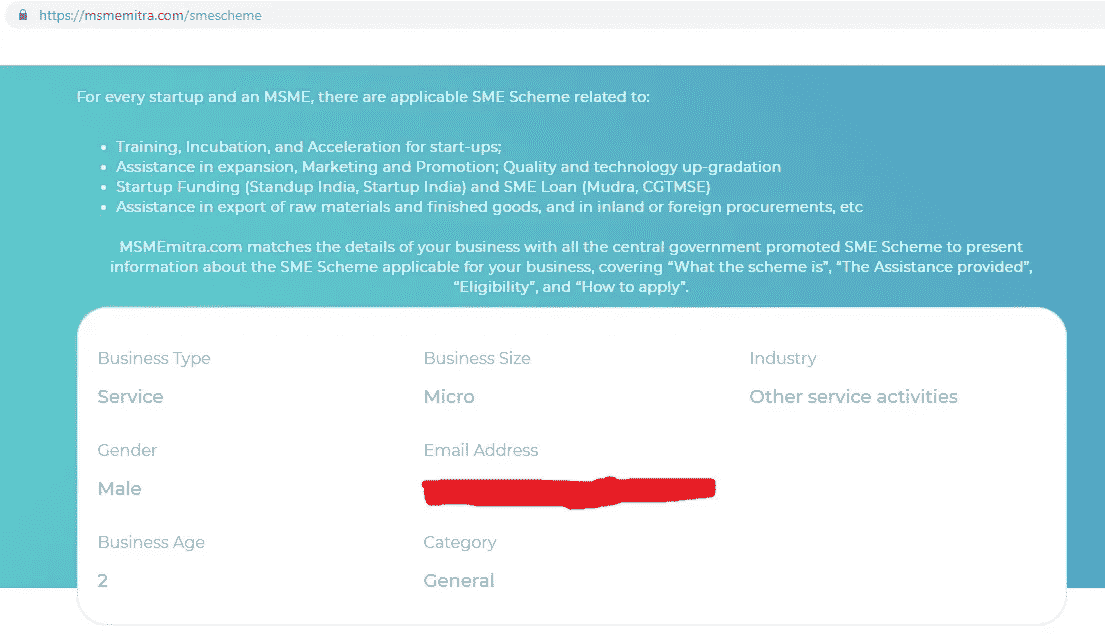 https://msmemitra.com/smescheme
For every startup and an MSME, there are applicable SME Scheme related to:
• Training, Incubation, and Acceleration for start-ups;
• Assistance in expansion, Marketing and Promotion; Quality and technology up-gradation
• Startup Funding (Standup India, Startup India) and SME Loan (Mudra, CGTMSE)
• Assistance in export of raw materials and finished goods, and in inland or foreign procurements, etc
MSMEmitra.com matches the details of your business with all the central government promoted SME Scheme to present
information about the SME Scheme applicable for your business, covering “What the scheme is”, “The Assistance provided”,
“Eligibility”, and “How to apply”.
Business Type Business Size Industry
Service Micro Other service activities
Gender Email Address
Male
Business Age Category
2 General